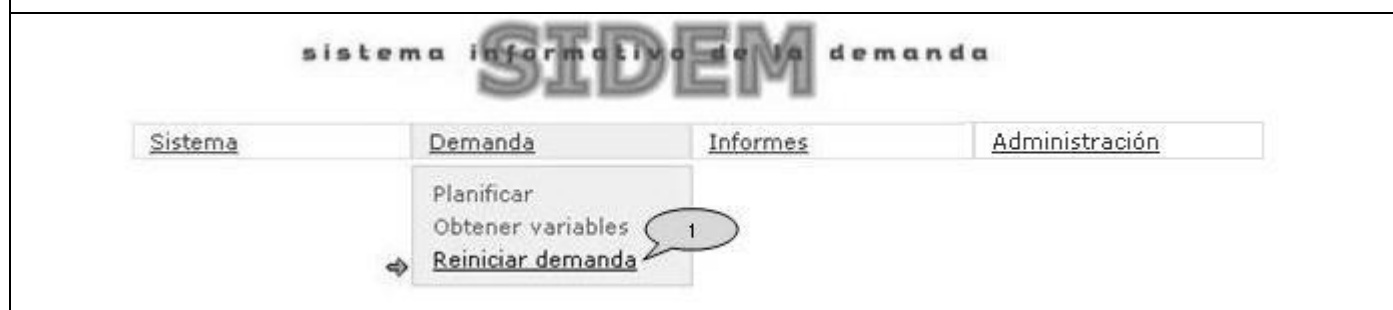 sistema informativo de la demanda
SIDEM
Sistema Demanda Informes Administración
Planificar
Obtener variables
1
Reiniciar demanda